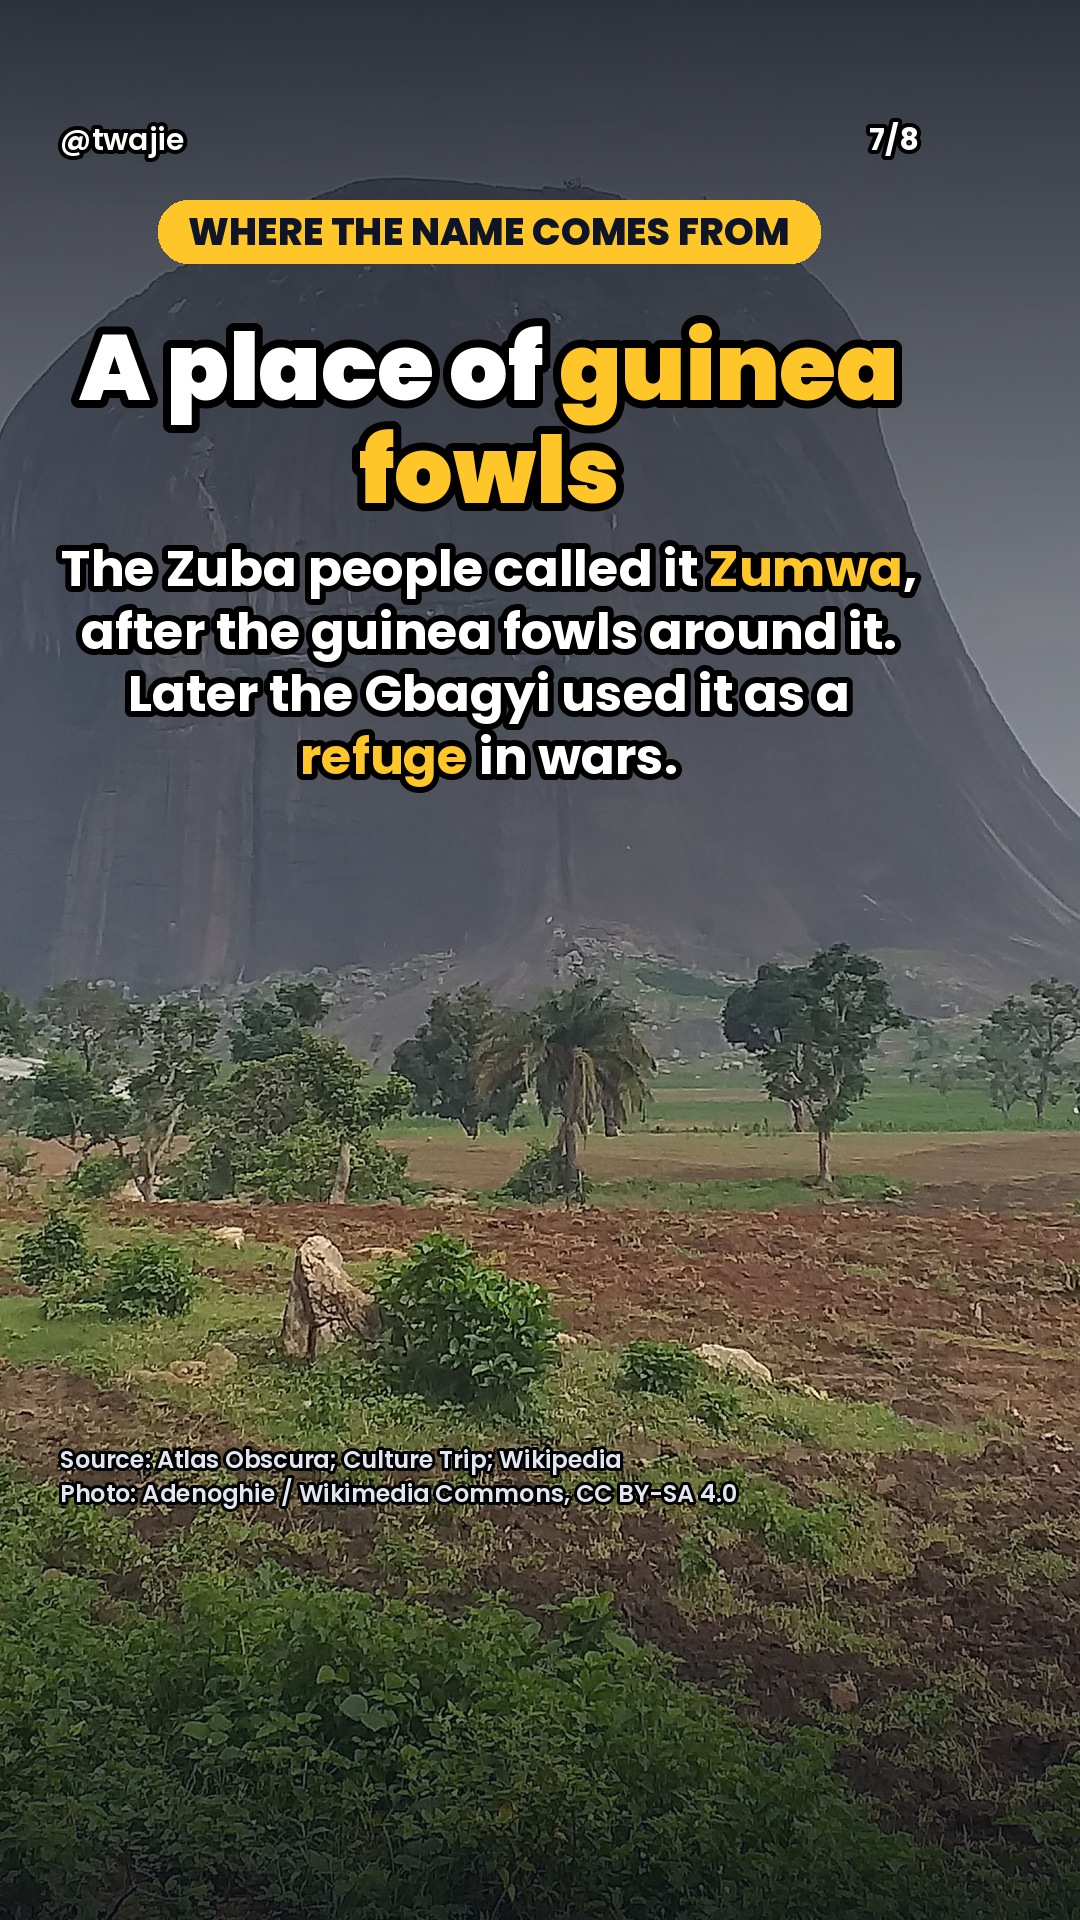 @twajie
7/8
WHERE THE NAME COMES FROM
A place of guinea
fowls
The Zuba people called it Zumwa,
after the guinea fowls around it.
Later the Gbagyi used it as a
refuge in wars.
Source: Atlas Obscura; Culture Trip; Wikipedia
Photo: Adenoghie / Wikimedia Commons, CC BY-SA 4.0